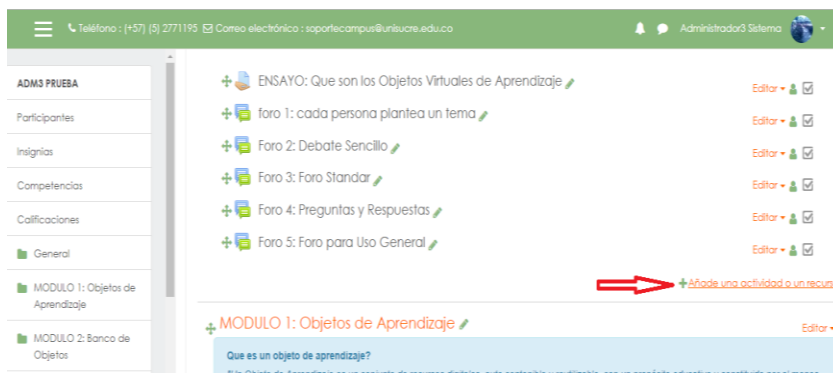 Teléfono : (+57) (5) 2771195 Correo electrónico : soportecampus@unisucre.edu.co
Administrador3 Sistema
ADM3 PRUEBA
Participantes
Insignias
Competencias
Calificaciones
General
MODULO 1: Objetos de
Aprendizaje
MODULO 2: Banco de
Objetos
ENSAYO: Que son los Objetos Virtuales de Aprendizaje
Editar
foro 1: cada persona plantea un tema
Editar
Foro 2: Debate Sencillo
Editar
Foro 3: Foro Standar
Editar
Foro 4: Preguntas y Respuestas
Editar
Foro 5: Foro para Uso General
Editar
Añade una actividad o un recurs
MODULO 1: Objetos de Aprendizaje
Editar
Que es un objeto de aprendizaje?